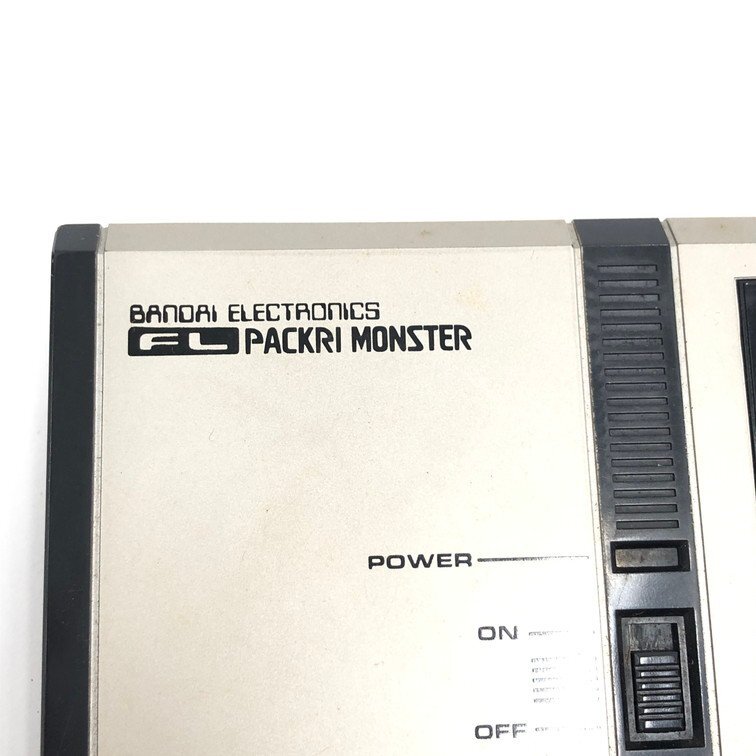 BANDAI ELECTRONICS
FL PACKRI MONSTER
POWER
ON
OFF